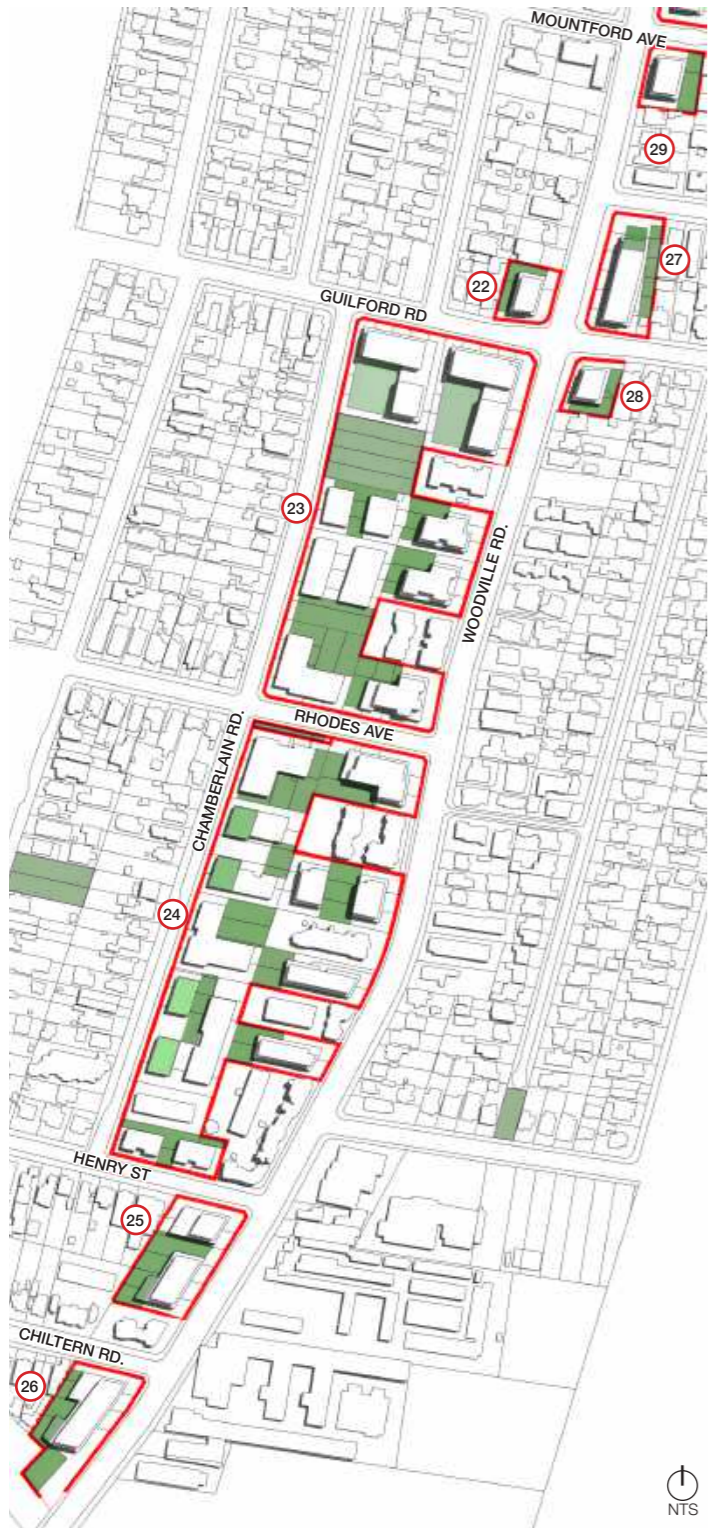 MOUNTFORD AVE
29
27
22
GUILFORD RD
28
23
WOODVILLE RD.
RHODES AVE
CHAMBERLAIN RD.
24
HENRY ST
25
CHILTERN RD.
26
NTS